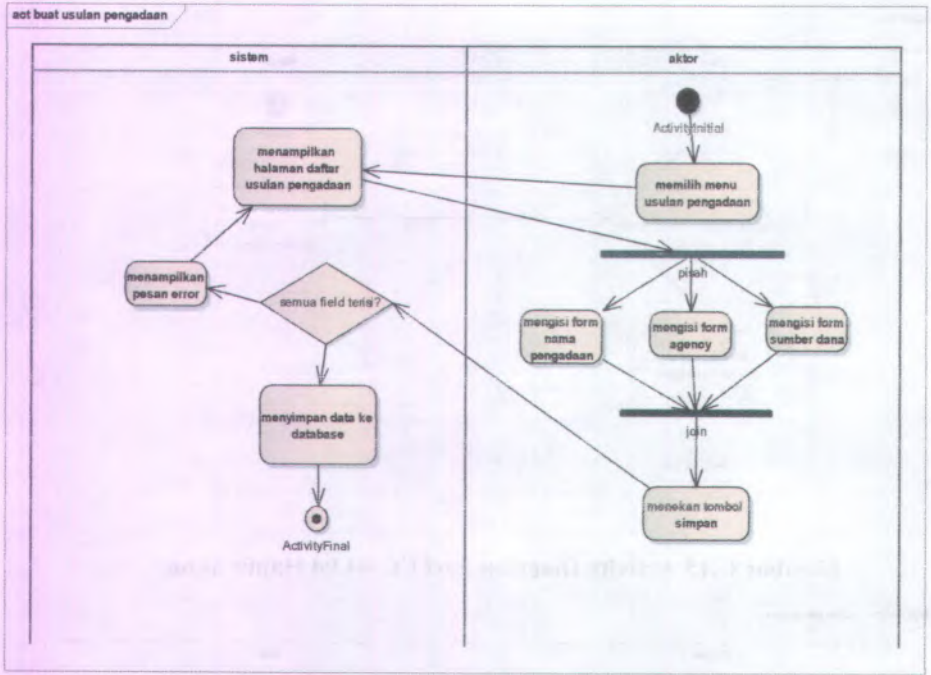 act buat usulan pengadaan
sistem
aktor
ActivityInitial
menampilkan
halaman daftar
usulan pengadaan
memilih menu
usulan pengadaan
pisah
menampilkan
pesan error
semua field terisi?
mengisi form
nama
pengadaan
mengisi form
agency
mengisi form
sumber dana
menyimpan data ke
database
join
menekan tombol
simpan
ActivityFinal